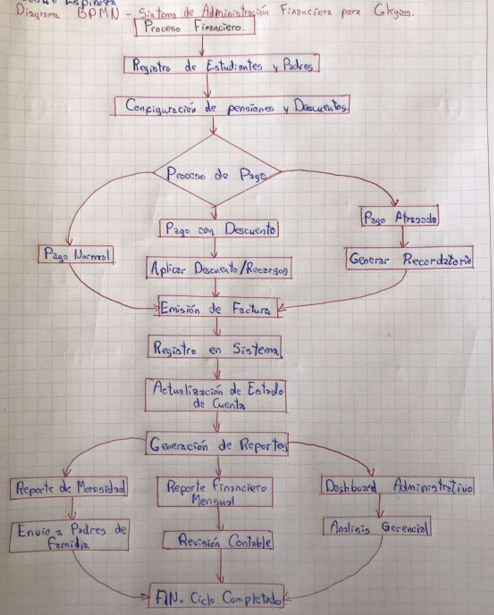 Espinoza
Diagrama BPMN - Sistema de Administración Financiera para Colegios.
Proceso Financiero.
Registro de Estudiantes y Padres
Configuración de pensiones y Descuentos.
Proceso de Pago
Pago Normal
Pago con Descuento
Pago Atrasado
Aplicar Descuento/Recargos
Generar Recordatorio
Emisión de Factura
Registro en Sistema
Actualización de Estado
de Cuenta
Generación de Reportes
Reporte de Morosidad
Reporte Financiero
Mensual
Dashboard Administrativo
Envio a Padres de
Familia
Revisión Contable
Analisis Gerencial
FIN. Ciclo Completado